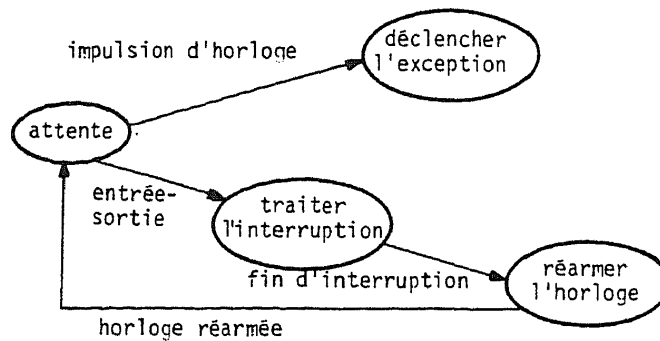 impulsion d'horloge
déclencher
l'exception
attente
entrée-
sortie
traiter
l'interruption
fin d'interruption
réarmer
l'horloge
horloge réarmée